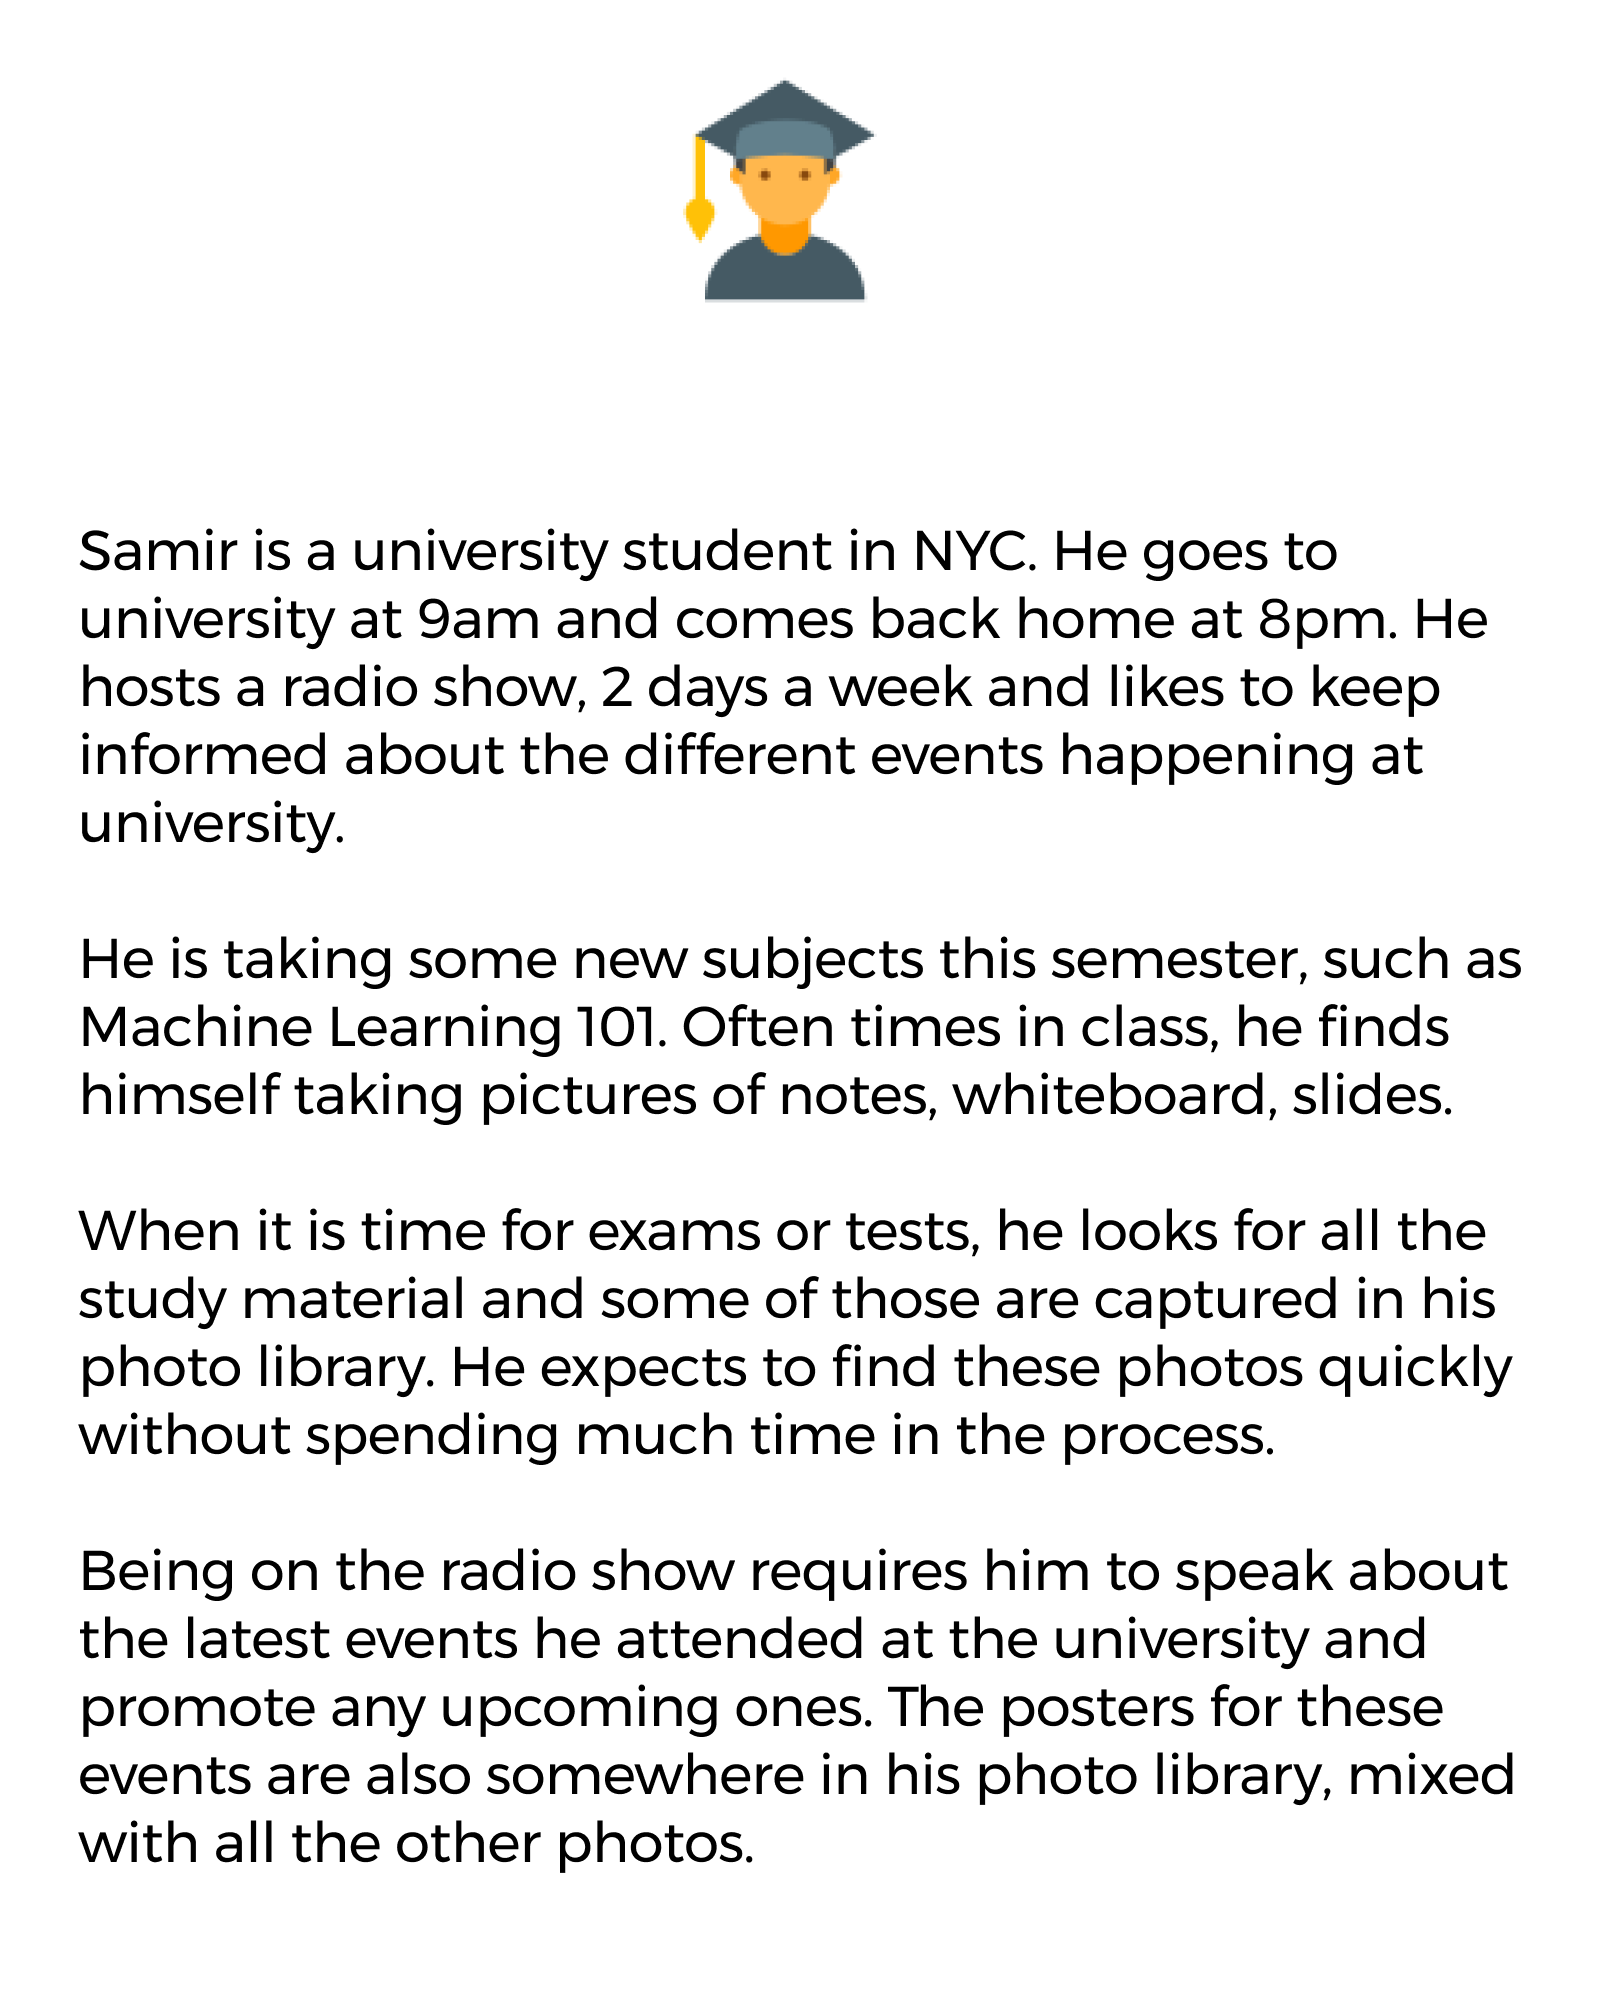 Samir is a university student in NYC. He goes to
university at 9am and comes back home at 8pm. He
hosts a radio show, 2 days a week and likes to keep
informed about the different events happening at
university.
He is taking some new subjects this semester, such as
Machine Learning 101. Often times in class, he finds
himself taking pictures of notes, whiteboard, slides.
When it is time for exams or tests, he looks for all the
study material and some of those are captured in his
photo library. He expects to find these photos quickly
without spending much time in the process.
Being on the radio show requires him to speak about
the latest events he attended at the university and
promote any upcoming ones. The posters for these
events are also somewhere in his photo library, mixed
with all the other photos.